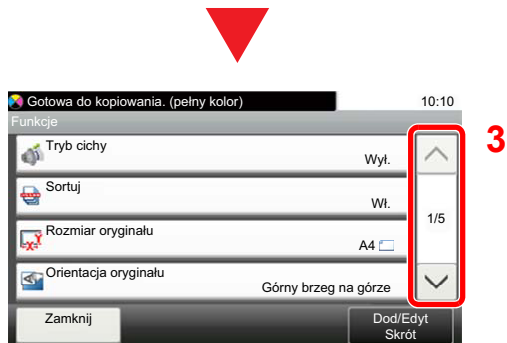 Gotowa do kopiowania. (pełny kolor) 10:10
Funkcje
Tryb cichy
Wył.
3
Sortuj
Wł.
1/5
Rozmiar oryginału
A4
Orientacja oryginału
Górny brzeg na górze
Zamknij
Dod/Edyt
Skrót